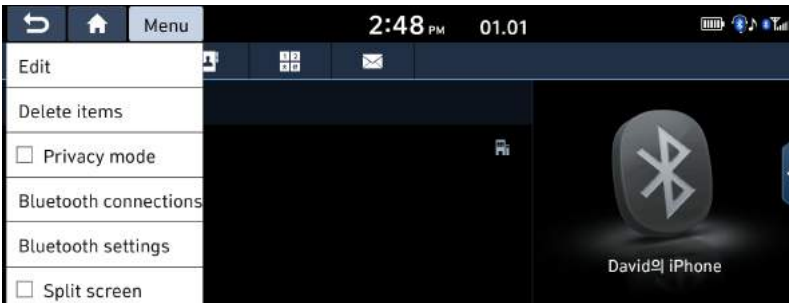 Menu
2:48 PM
01.01
Edit
Delete items
Privacy mode
Bluetooth connections
Bluetooth settings
Split screen
David의 iPhone